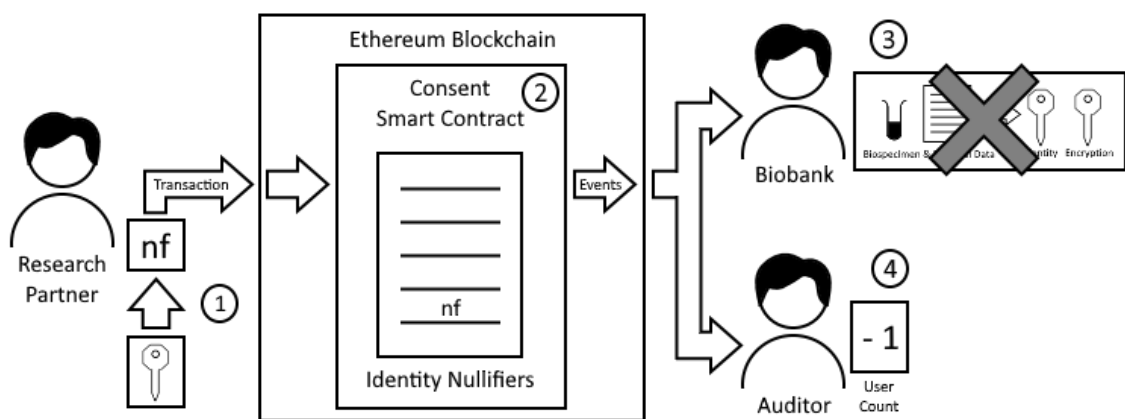 Ethereum Blockchain
Consent
Smart Contract
2
nf
Identity Nullifiers
Research
Partner
nf
1
Transaction
Events
3
Biospecimen &
Data
Encryption
Biobank
4
- 1
User
Count
Auditor